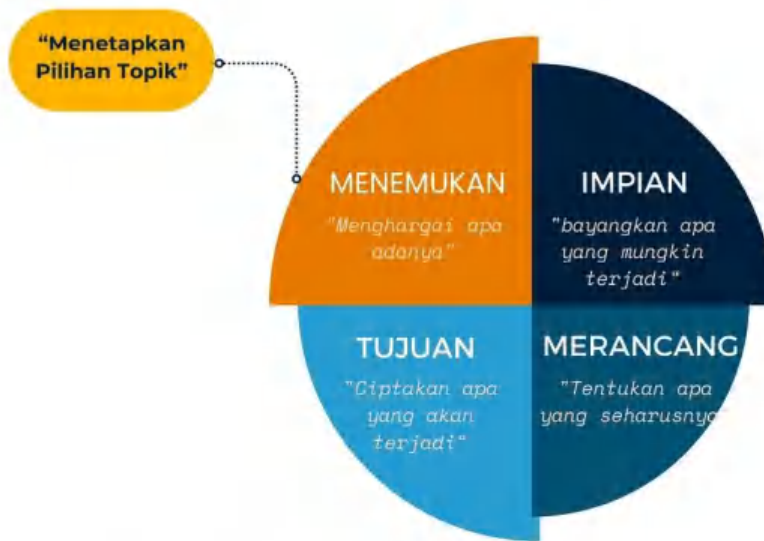 “Menetapkan
Pilihan Topik”
MENEMUKAN
"Menghargai apa
adanya"
IMPIAN
"bayangkan apa
yang mungkin
terjadi“
TUJUAN
"Ciptakan apa
yang akan
terjadi“
MERANCANG
"Tentukan apa
yang seharusnya